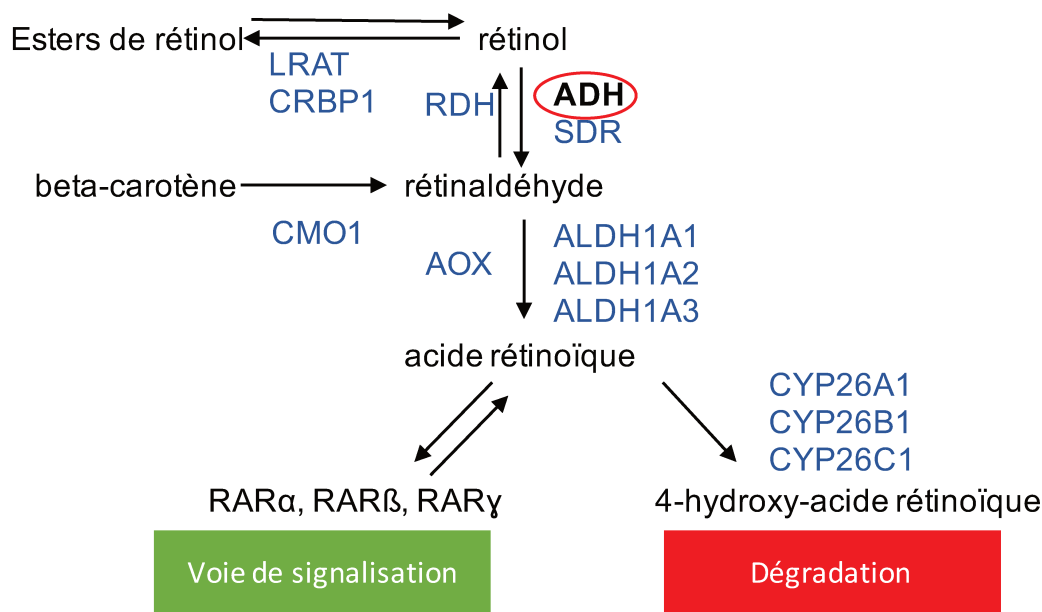 Esters de rétinol
rétinol
LRAT
CRBP1
RDH
ADH
SDR
beta-carotène
rétinaldéhyde
CMO1
AOX
ALDH1A1
ALDH1A2
ALDH1A3
acide rétinoïque
CYP26A1
CYP26B1
CYP26C1
RARα, RARß, RARɣ
4-hydroxy-acide rétinoïque
Voie de signalisation
Dégradation